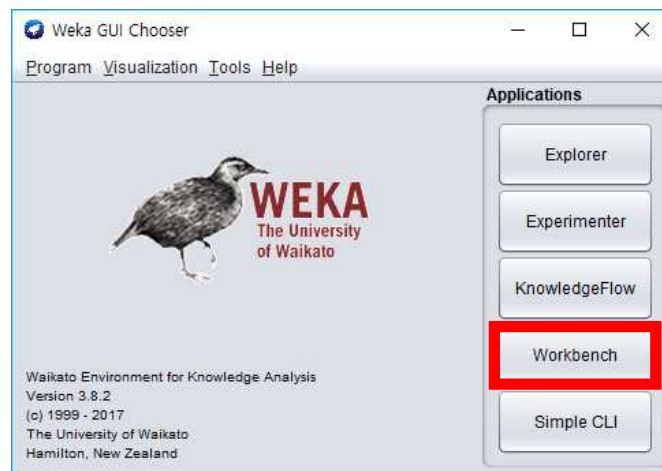 Weka GUI Chooser
Program Visualization Tools Help
Applications
Explorer
Experimenter
KnowledgeFlow
Workbench
Simple CLI
WEKA
The University
of Waikato
Waikato Environment for Knowledge Analysis
Version 3.8.2
(c) 1999 - 2017
The University of Waikato
Hamilton, New Zealand